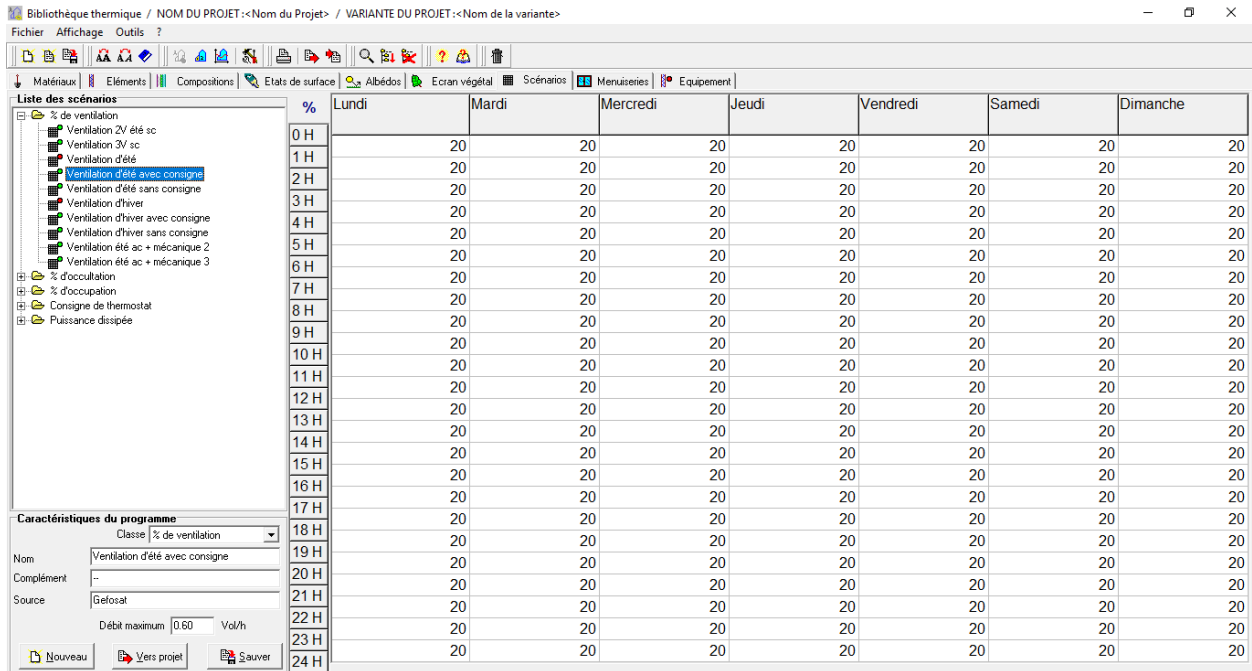 Bibliothèque thermique / NOM DU PROJET:<Nom du Projet> / VARIANTE DU PROJET:<Nom de la variante>
Fichier Affichage Outils ?
Matériaux Eléments Compositions Etats de surface Albédos Ecran végétal Scénarios Menuiseries Equipement
Liste des scénarios
% de ventilation
Ventilation 2V été sc
Ventilation 3V sc
Ventilation d'été
Ventilation d'été avec consigne
Ventilation d'été sans consigne
Ventilation d'hiver
Ventilation d'hiver avec consigne
Ventilation d'hiver sans consigne
Ventilation été ac + mécanique 2
Ventilation été ac + mécanique 3
% d'occultation
% d'occupation
Consigne de thermostat
Puissance dissipée
Caractéristiques du programme
Classe % de ventilation
Nom Ventilation d'été avec consigne
Complément --
Source Gefosat
Débit maximum 0.60 Vol/h
Nouveau Vers projet Sauver
% Lundi Mardi Mercredi Jeudi Vendredi Samedi Dimanche
0 H
20 20 20 20 20 20 20
1 H
20 20 20 20 20 20 20
2 H
20 20 20 20 20 20 20
3 H
20 20 20 20 20 20 20
4 H
20 20 20 20 20 20 20
5 H
20 20 20 20 20 20 20
6 H
20 20 20 20 20 20 20
7 H
20 20 20 20 20 20 20
8 H
20 20 20 20 20 20 20
9 H
20 20 20 20 20 20 20
10 H
20 20 20 20 20 20 20
11 H
20 20 20 20 20 20 20
12 H
20 20 20 20 20 20 20
13 H
20 20 20 20 20 20 20
14 H
20 20 20 20 20 20 20
15 H
20 20 20 20 20 20 20
16 H
20 20 20 20 20 20 20
17 H
20 20 20 20 20 20 20
18 H
20 20 20 20 20 20 20
19 H
20 20 20 20 20 20 20
20 H
20 20 20 20 20 20 20
21 H
20 20 20 20 20 20 20
22 H
20 20 20 20 20 20 20
23 H
20 20 20 20 20 20 20
24 H